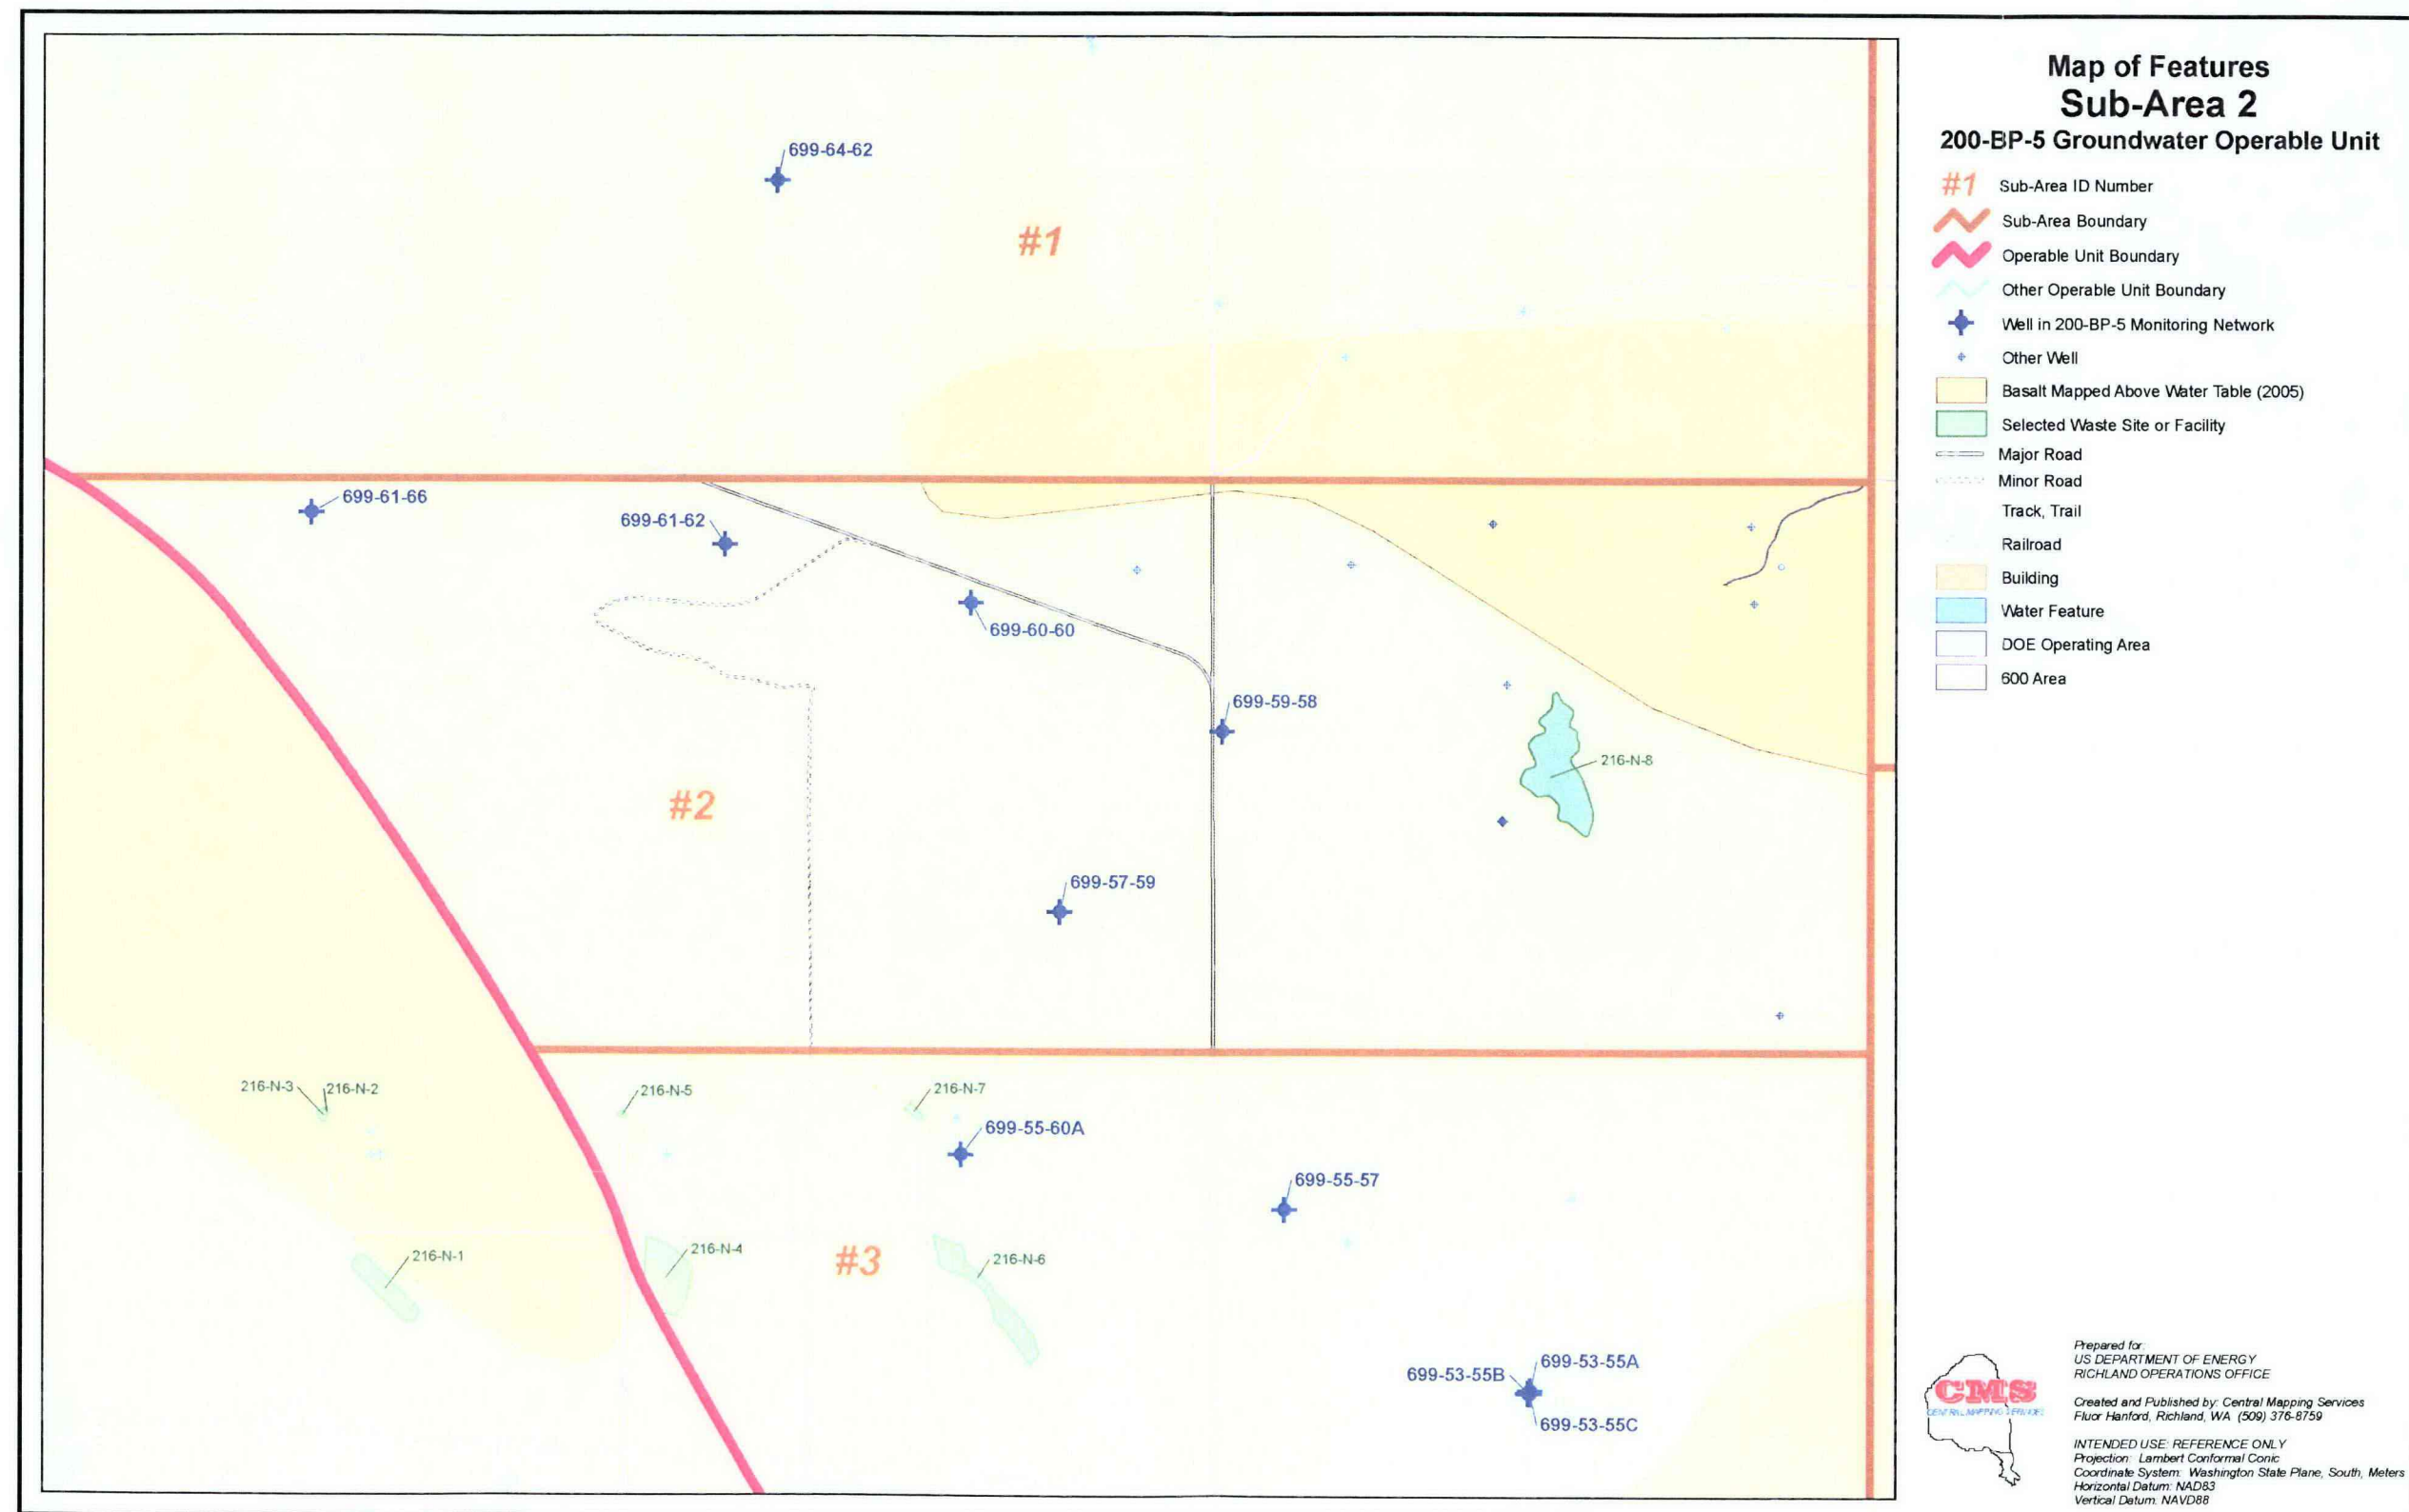 Map of Features
Sub-Area 2
200-BP-5 Groundwater Operable Unit
#1 Sub-Area ID Number
Sub-Area Boundary
Operable Unit Boundary
Other Operable Unit Boundary
Well in 200-BP-5 Monitoring Network
Other Well
Basalt Mapped Above Water Table (2005)
Selected Waste Site or Facility
Major Road
Minor Road
Track, Trail
Railroad
Building
Water Feature
DOE Operating Area
600 Area
699-64-62
#1
699-61-66
699-61-62
699-60-60
699-59-58
216-N-8
#2
699-57-59
216-N-3
216-N-2
216-N-5
216-N-7
699-55-60A
699-55-57
216-N-1
216-N-4
#3
216-N-6
699-53-55A
699-53-55B
699-53-55C
CMS
CENTRAL MAPPING SERVICES
Prepared for:
US DEPARTMENT OF ENERGY
RICHLAND OPERATIONS OFFICE
Created and Published by: Central Mapping Services
Fluor Hanford, Richland, WA (509) 376-8759
INTENDED USE: REFERENCE ONLY
Projection: Lambert Conformal Conic
Coordinate System: Washington State Plane, South, Meters
Horizontal Datum: NAD83
Vertical Datum: NAVD88